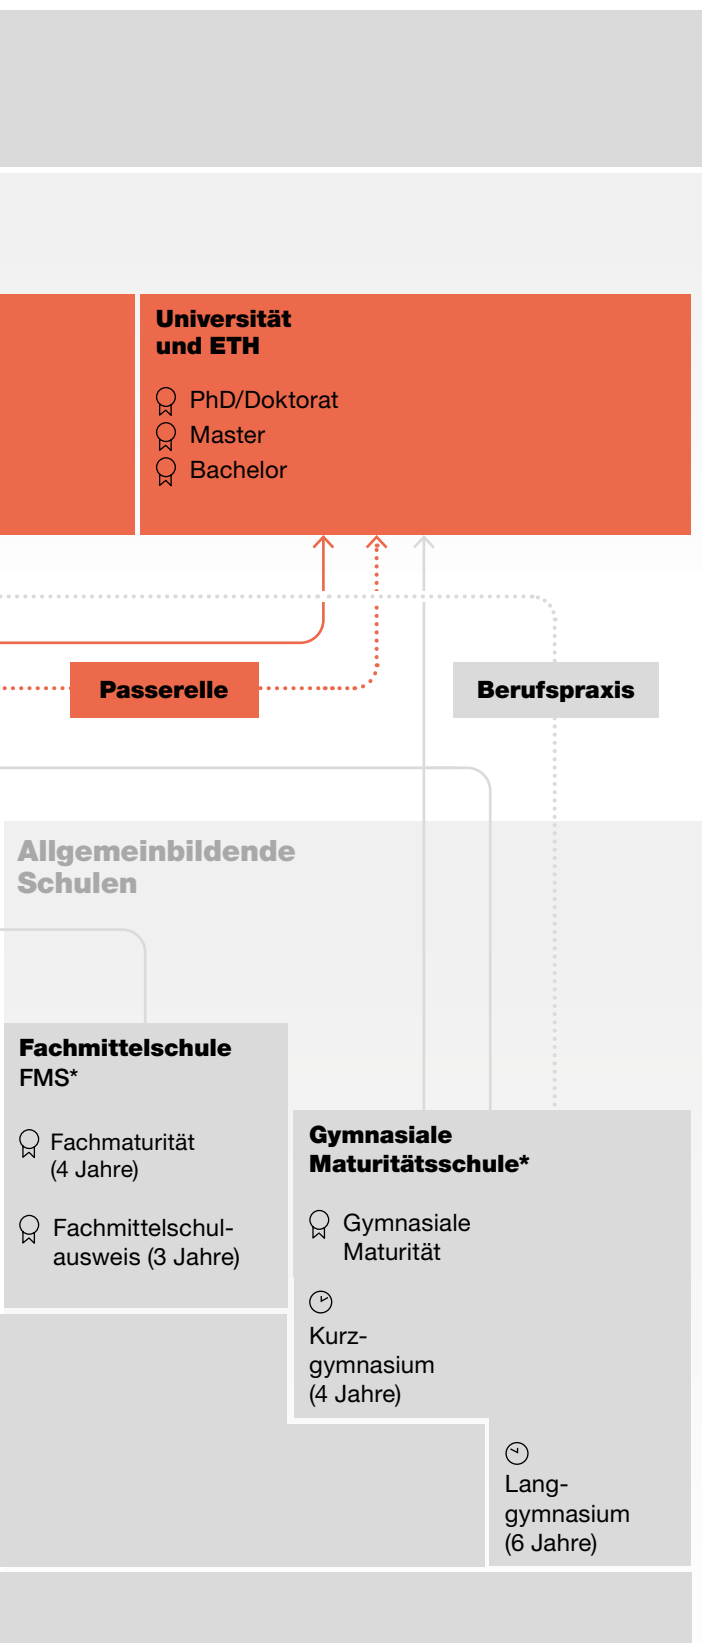 Universität
und ETH
PhD/Doktorat
Master
Bachelor
Passerelle
Berufspraxis
Allgemeinbildende
Schulen
Fachmittelschule
FMS*
Fachmaturität
(4 Jahre)
Fachmittelschul-
ausweis (3 Jahre)
Gymnasiale
Maturitätsschule*
Gymnasiale
Maturität
Kurz-
gymnasium
(4 Jahre)
Lang-
gymnasium
(6 Jahre)